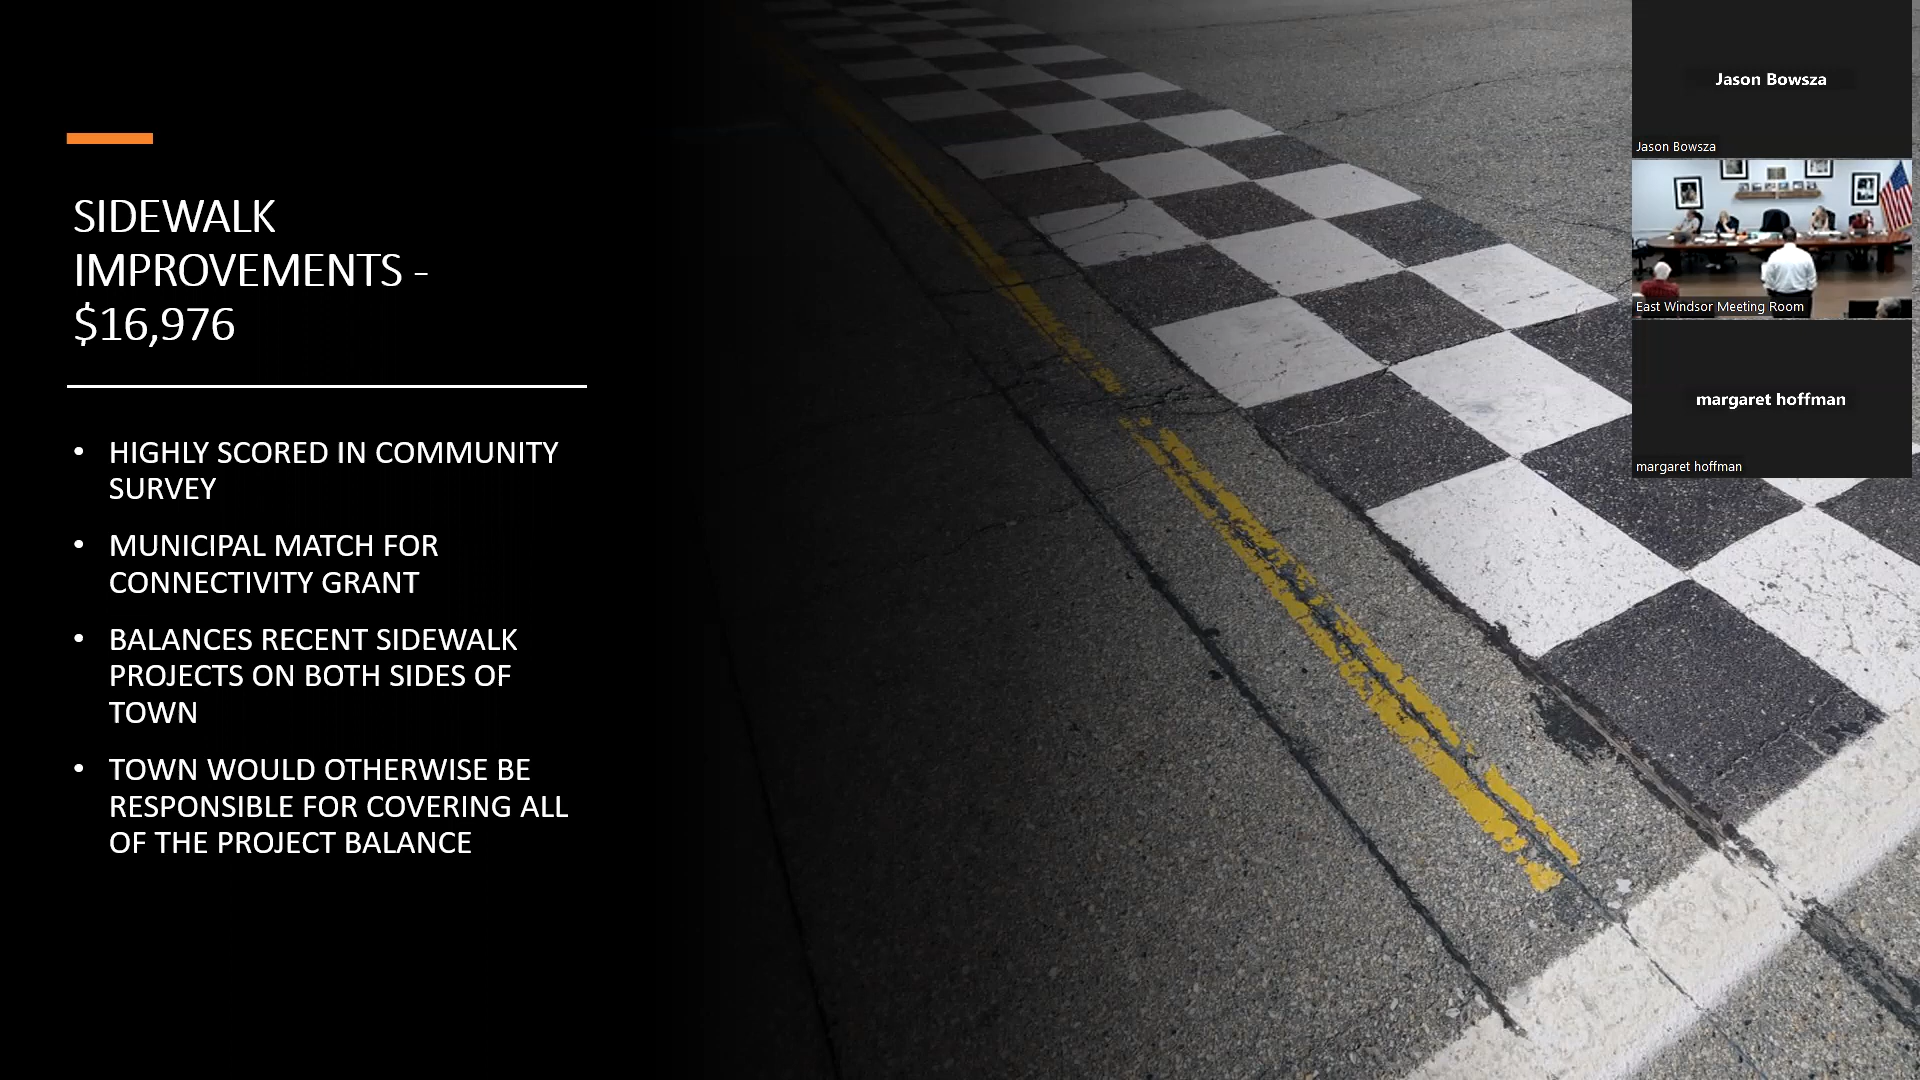 SIDEWALK
IMPROVEMENTS -
$16,976
• HIGHLY SCORED IN COMMUNITY
SURVEY
• MUNICIPAL MATCH FOR
CONNECTIVITY GRANT
• BALANCES RECENT SIDEWALK
PROJECTS ON BOTH SIDES OF
TOWN
• TOWN WOULD OTHERWISE BE
RESPONSIBLE FOR COVERING ALL
OF THE PROJECT BALANCE
Jason Bowsza
Jason Bowsza
East Windsor Meeting Room
margaret hoffman
margaret hoffman